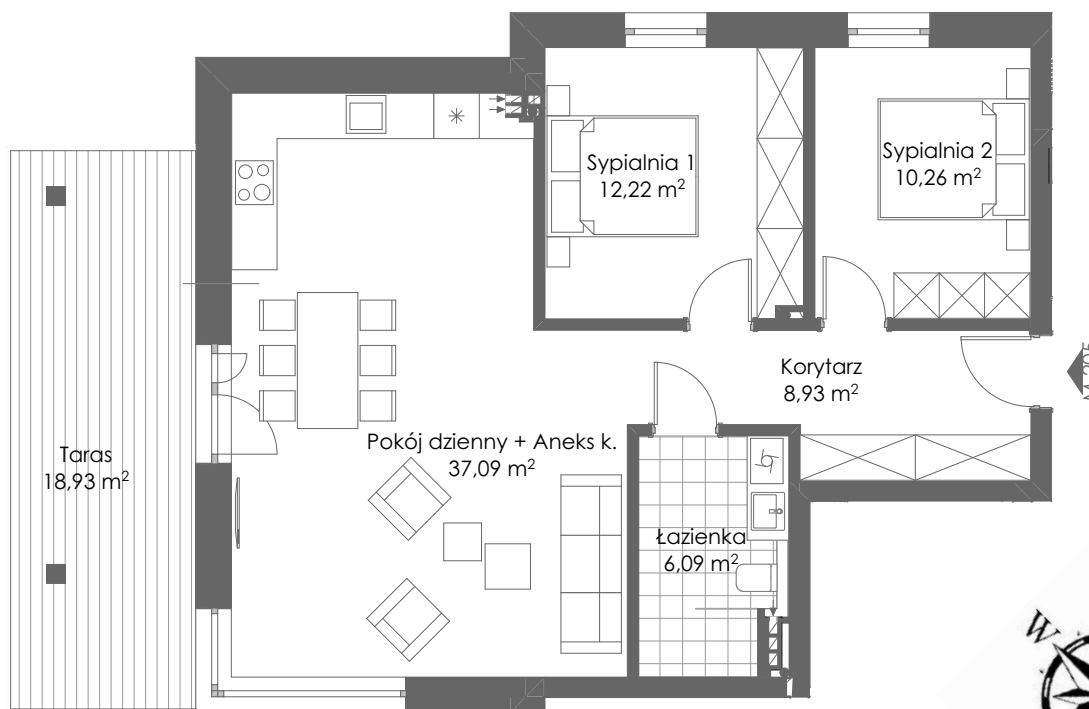 Sypialnia 1
12,22 m²
Sypialnia 2
10,26 m²
Korytarz
8,93 m²
Pokój dzienny + Aneks k.
37,09 m²
Taras
18,93 m²
Łazienka
6,09 m²
W